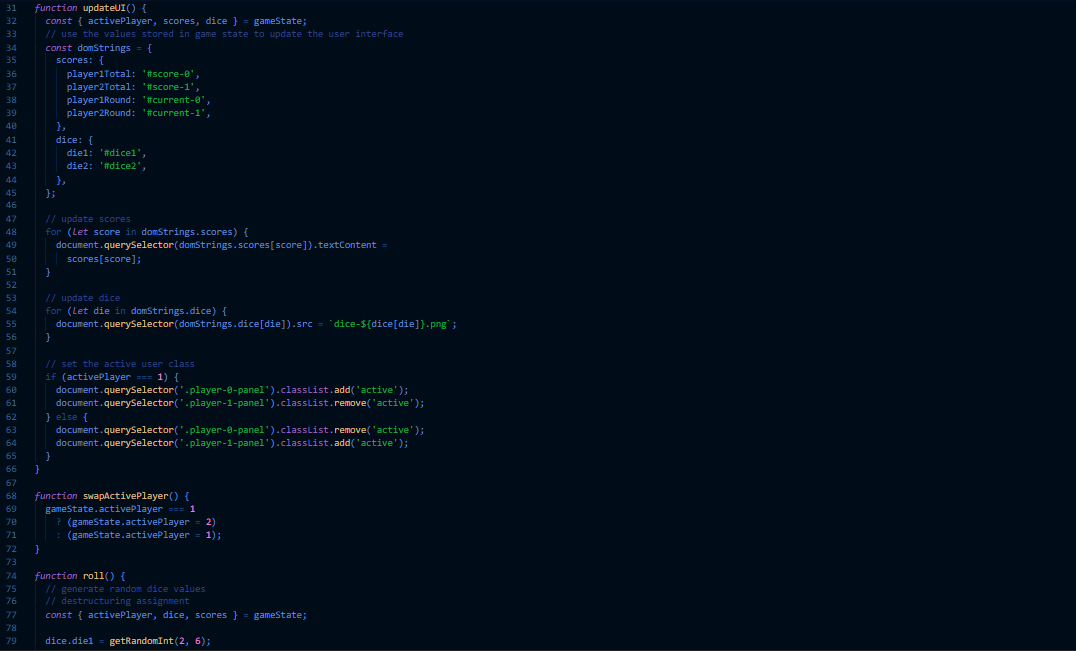 31 function updateUI() {
32   const { activePlayer, scores, dice } = gameState;
33   // use the values stored in game state to update the user interface
34   const domStrings = {
35     scores: {
36       player1Total: '#score-0',
37       player2Total: '#score-1',
38       player1Round: '#current-0',
39       player2Round: '#current-1',
40     },
41     dice: {
42       die1: '#dice1',
43       die2: '#dice2',
44     },
45   };
46
47   // update scores
48   for (let score in domStrings.scores) {
49     document.querySelector(domStrings.scores[score]).textContent =
50       scores[score];
51   }
52
53   // update dice
54   for (let die in domStrings.dice) {
55     document.querySelector(domStrings.dice[die]).src = `dice-${dice[die]}.png`;
56   }
57
58   // set the active user class
59   if (activePlayer === 1) {
60     document.querySelector('.player-0-panel').classList.add('active');
61     document.querySelector('.player-1-panel').classList.remove('active');
62   } else {
63     document.querySelector('.player-0-panel').classList.remove('active');
64     document.querySelector('.player-1-panel').classList.add('active');
65   }
66 }
67
68 function swapActivePlayer() {
69   gameState.activePlayer === 1
70     ? (gameState.activePlayer = 2)
71     : (gameState.activePlayer = 1);
72 }
73
74 function roll() {
75   // generate random dice values
76   // destructuring assignment
77   const { activePlayer, dice, scores } = gameState;
78
79   dice.die1 = getRandomInt(2, 6);